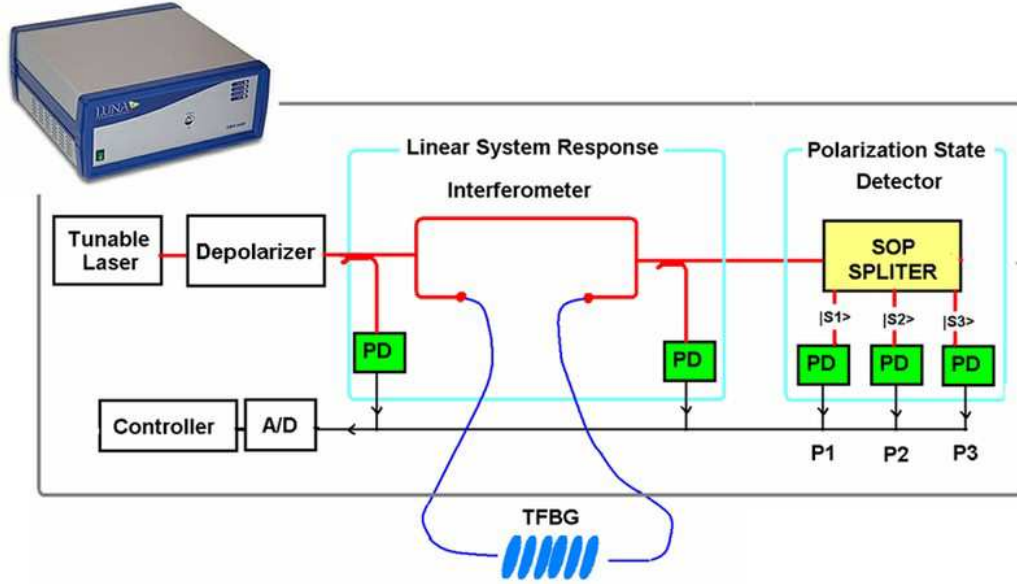 LUNA
Linear System Response
Interferometer
Polarization State
Detector
Tunable
Laser
Depolarizer
SOP
SPLITER
|S1>
|S2>
|S3>
PD
PD
PD
PD
PD
Controller
A/D
P1
P2
P3
TFBG